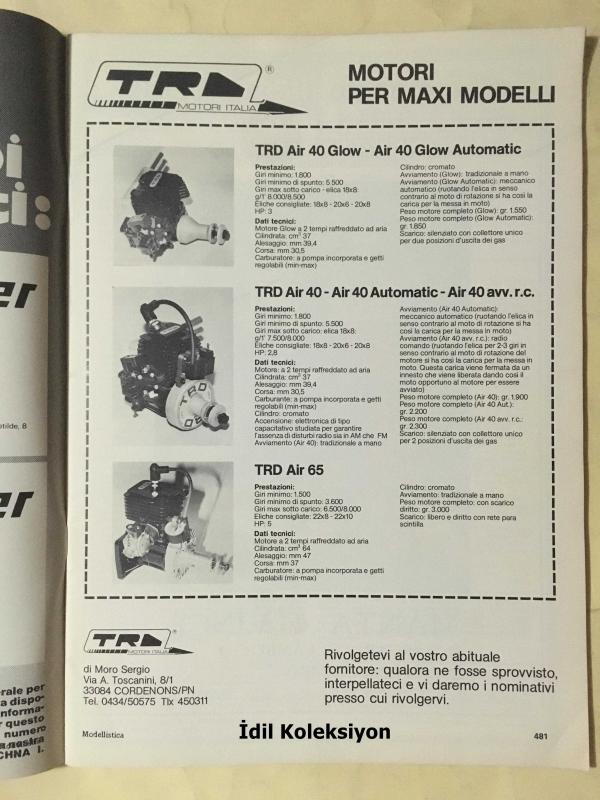 TRD®
MOTORI ITALIA
MOTORI
PER MAXI MODELLI
TRD Air 40 Glow - Air 40 Glow Automatic
Prestazioni:
Giri minimo: 1.800
Giri minimo di spunto: 5.500
Giri max sotto carico - elica 18x8:
g/1' 8.000/8.500
Eliche consigliate: 18x8 - 20x6 - 20x8
HP: 3
Dati tecnici:
Motore Glow a 2 tempi raffreddato ad aria
Cilindrata: cm³ 37
Alesaggio: mm 39,4
Corsa: mm 30,5
Carburatore: a pompa incorporata e getti
regolabili (min-max)
Cilindro: cromato
Avviamento (Glow): tradizionale a mano
Avviamento (Glow Automatic): meccanico
automatico (ruotando l'elica in senso
contrario al moto di rotazione si ha così la
carica per la messa in moto)
Peso motore completo (Glow): gr. 1.550
Peso motore completo (Glow Automatic):
gr. 1.850
Scarico: silenziato con collettore unico
per due posizioni d'uscita dei gas
TRD Air 40 - Air 40 Automatic - Air 40 avv. r.c.
Prestazioni:
Giri minimo: 1.800
Giri minimo di spunto: 5.500
Giri max sotto carico - elica 18x8:
g/1' 7.500/8.000
Eliche consigliate: 18x8 - 20x6 - 20x8
HP: 2,8
Dati tecnici:
Motore: a 2 tempi raffreddato ad aria
Cilindrata: cm³ 37
Alesaggio: mm 39,4
Corsa: mm 30,5
Carburante: a pompa incorporata e getti
regolabili (min-max)
Cilindro: cromato
Accensione: elettronica di tipo
capacitativo studiata per garantire
l'assenza di disturbi radio sia in AM che FM
Avviamento (Air 40): tradizionale a mano
Avviamento (Air 40 Automatic):
meccanico automatico (ruotando l'elica in
senso contrario al moto di rotazione si ha
così la carica per la messa in moto)
Avviamento (Air 40 avv. r.c.): radio
comando (ruotando l'elica per 2-3 giri in
senso contrario al moto di rotazione del
motore si ha così la carica per la messa in
moto. Questa carica viene fermata da un
innesto che viene liberata dando così il
moto opportuno al motore per essere
avviato)
Peso motore completo (Air 40): gr. 1.900
Peso motore completo (Air 40 Aut.):
gr. 2.200
Peso motore completo (Air 40 avv. r.c.:
gr. 2.300
Scarico: silenziato con collettore unico
per 2 posizioni d'uscita dei gas
TRD Air 65
Prestazioni:
Giri minimo: 1.500
Giri minimo di spunto: 3.600
Giri max sotto carico: 6.500/8.000
Eliche consigliate: 22x8 - 22x10
HP: 5
Dati tecnici:
Motore a 2 tempi raffreddato ad aria
Cilindrata: cm³ 64
Alesaggio: mm 47
Corsa: mm 37
Carburatore: a pompa incorporata e getti
regolabili (min-max)
Cilindro: cromato
Avviamento: tradizionale a mano
Peso motore completo: con scarico
diritto: gr. 3.000
Scarico: libero e diritto con rete para
scintilla
TRD
MOTORI ITALIA
di Moro Sergio
Via A. Toscanini, 8/1
33084 CORDENONS/PN
Tel. 0434/50575 Tlx 450311
Rivolgetevi al vostro abituale
fornitore: qualora ne fosse sprovvisto,
interpellateci e vi daremo i nominativi
presso cui rivolgervi.
Modellistica
481
İdil Koleksiyon